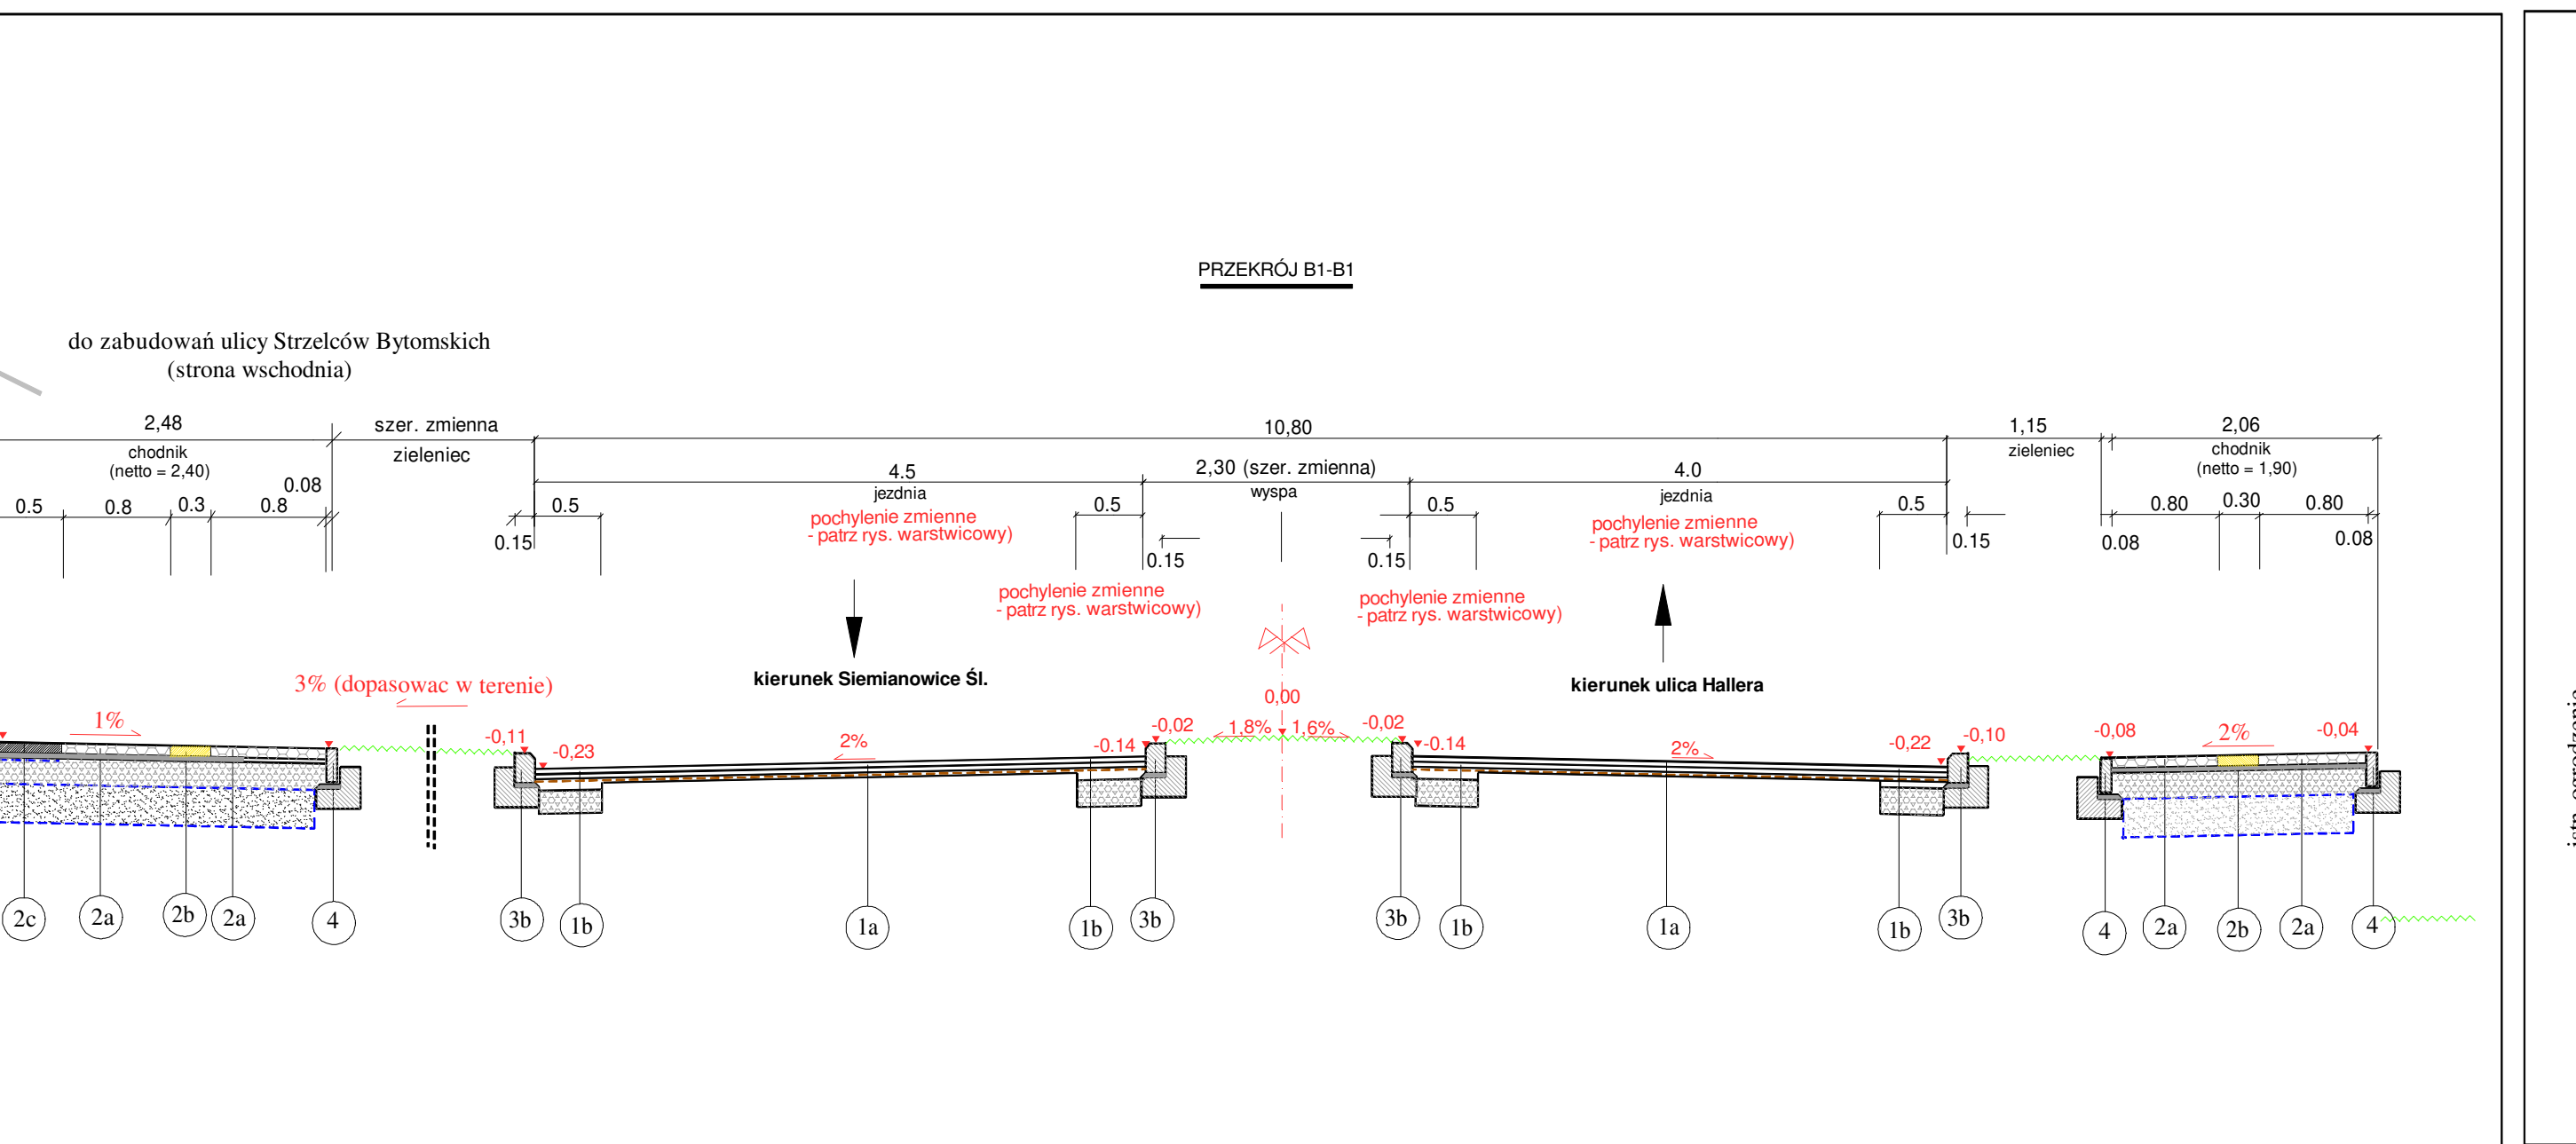 PRZEKRÓJ B1-B1
do zabudowań ulicy Strzelców Bytomskich
(strona wschodnia)
2,48
szer. zmienna
10,80
1,15
2,06
chodnik
(netto = 2,40)
zieleniec
zieleniec
chodnik
(netto = 1,90)
4.5
2,30 (szer. zmienna)
4.0
jezdnia
wyspa
jezdnia
0.08
0.5
0.8
0.3
0.8
0.5
0.5
0.5
0.5
0.80
0.30
0.80
0.15
0.15
0.15
0.15
0.08
0.08
pochylenie zmienne
- patrz rys. warstwicowy)
pochylenie zmienne
- patrz rys. warstwicowy)
pochylenie zmienne
- patrz rys. warstwicowy)
pochylenie zmienne
- patrz rys. warstwicowy)
kierunek Siemianowice Śl.
kierunek ulica Hallera
3% (dopasowac w terenie)
0,00
1%
-0,11
-0,23
2%
-0.14
-0,02
1,8%
1,6%
-0,02
-0.14
2%
-0,22
-0,10
-0,08
2%
-0,04
2c
2a
2b
2a
4
3b
1b
1a
1b
3b
3b
1b
1a
1b
3b
4
2a
2b
2a
4